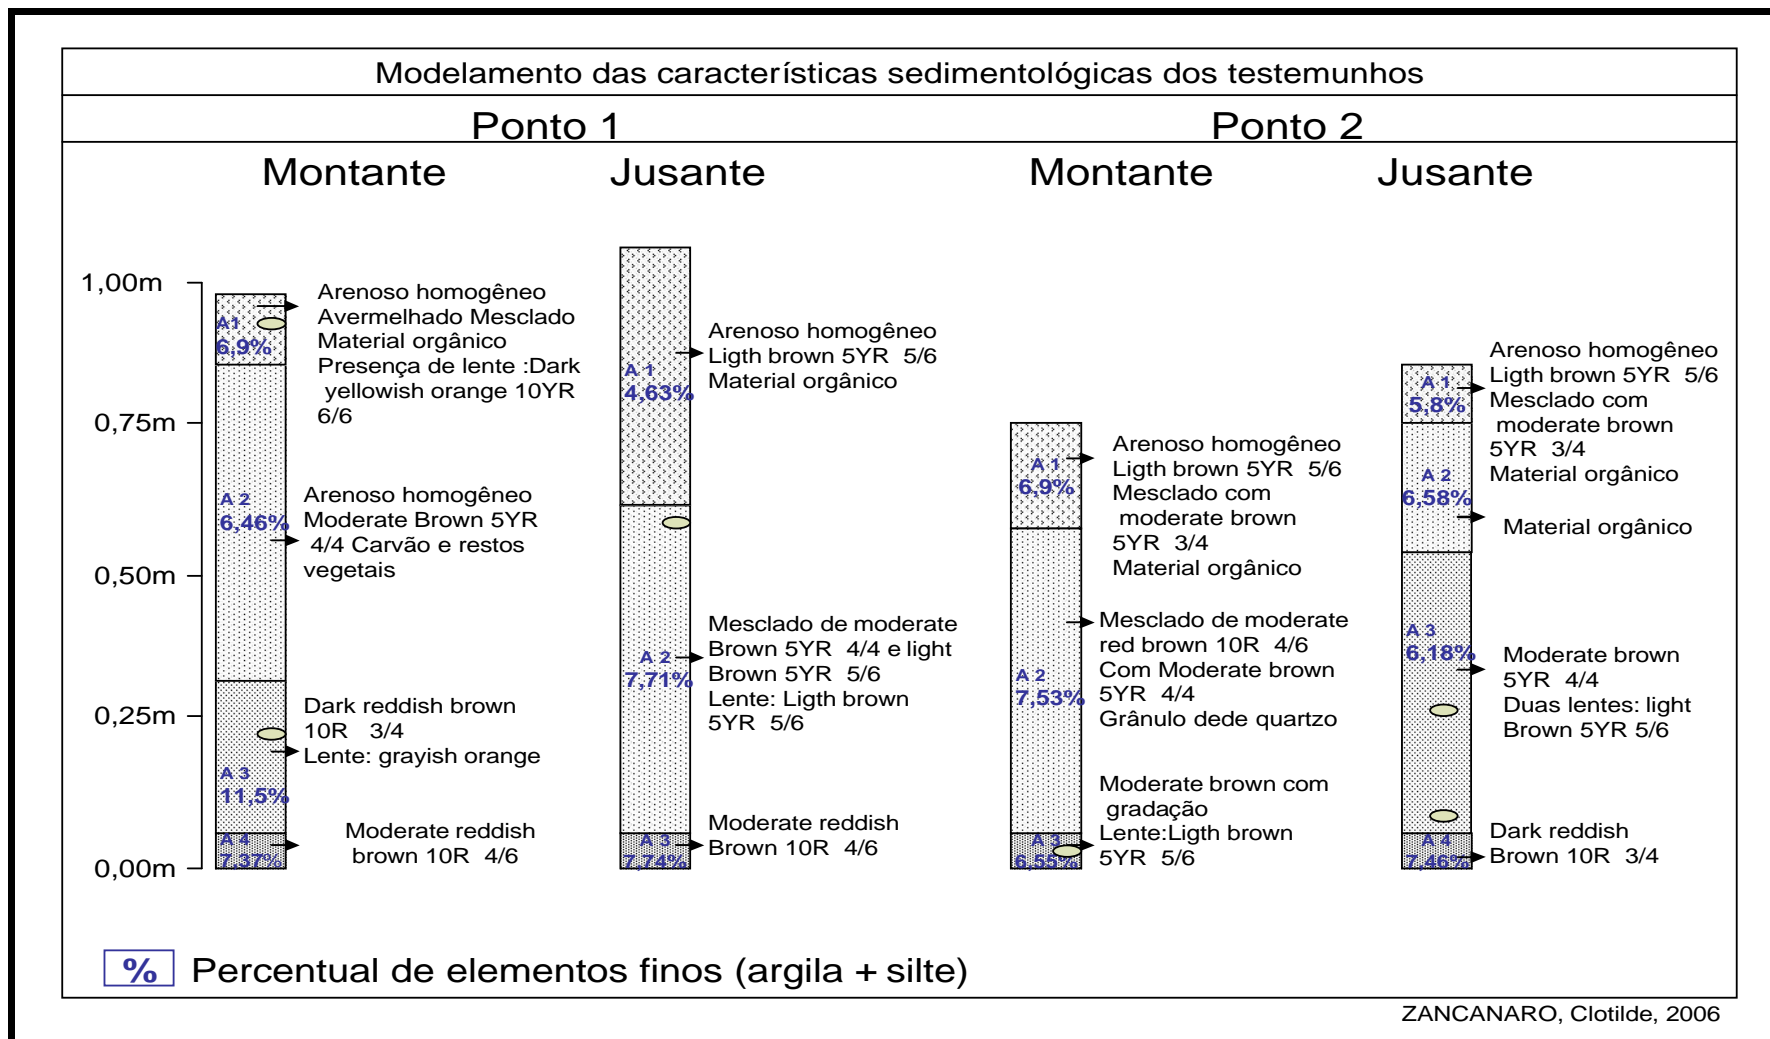 Modelamento das características sedimentológicas dos testemunhos
Ponto 1
Ponto 2
Montante
Jusante
Montante
Jusante
1,00m
0,75m
0,50m
0,25m
0,00m
A1
6,9%
Arenoso homogêneo
Avermelhado Mesclado
Material orgânico
Presença de lente :Dark
yellowish orange 10YR
6/6
A 2
6,46%
Arenoso homogêneo
Moderate Brown 5YR
4/4 Carvão e restos
vegetais
A 3
11,5%
Dark reddish brown
10R 3/4
Lente: grayish orange
A 4
7,37%
Moderate reddish
brown 10R 4/6
A 1
4,63%
Arenoso homogêneo
Ligth brown 5YR 5/6
Material orgânico
A 2
7,71%
Mesclado de moderate
Brown 5YR 4/4 e light
Brown 5YR 5/6
Lente: Ligth brown
5YR 5/6
A 3
7,74%
Moderate reddish
Brown 10R 4/6
A 1
6,9%
Arenoso homogêneo
Ligth brown 5YR 5/6
Mesclado com
moderate brown
5YR 3/4
Material orgânico
A 2
7,53%
Mesclado de moderate
red brown 10R 4/6
Com Moderate brown
5YR 4/4
Grânulo dede quartzo
A 3
6,55%
Moderate brown com
gradação
Lente:Ligth brown
5YR 5/6
A 1
5,8%
Arenoso homogêneo
Ligth brown 5YR 5/6
Mesclado com
moderate brown
5YR 3/4
Material orgânico
A 2
6,58%
Material orgânico
A 3
6,18%
Moderate brown
5YR 4/4
Duas lentes: light
Brown 5YR 5/6
A 4
7,46%
Dark reddish
Brown 10R 3/4
% Percentual de elementos finos (argila + silte)
ZANCANARO, Clotilde, 2006